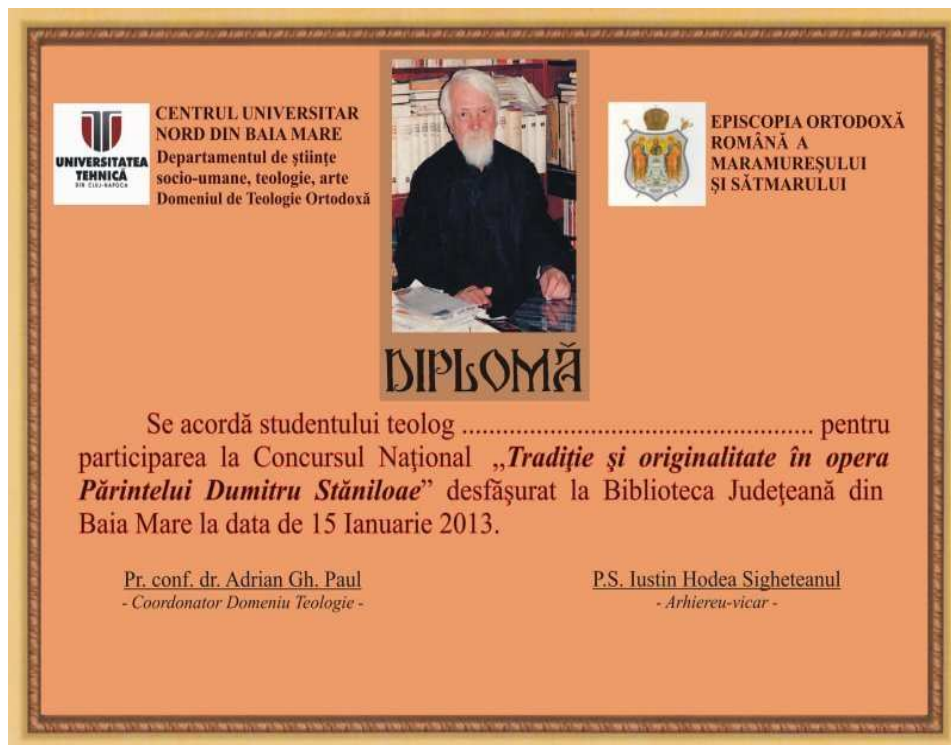 UNIVERSITATEA
TEHNICĂ
DIN CLUJ-NAPOCA
CENTRUL UNIVERSITAR
NORD DIN BAIA MARE
Departamentul de științe
socio-umane, teologie, arte
Domeniul de Teologie Ortodoxă
EPISCOPIA ORTODOXĂ
ROMÂNĂ A
MARAMUREȘULUI
ȘI SĂTMARULUI
DIPLOMĂ
Se acordă studentului teolog ..................................................... pentru
participarea la Concursul Național „Tradiție și originalitate în opera
Părintelui Dumitru Stăniloae” desfășurat la Biblioteca Județeană din
Baia Mare la data de 15 Ianuarie 2013.
Pr. conf. dr. Adrian Gh. Paul
- Coordonator Domeniu Teologie -
P.S. Iustin Hodea Sigheteanul
- Arhiereu-vicar -